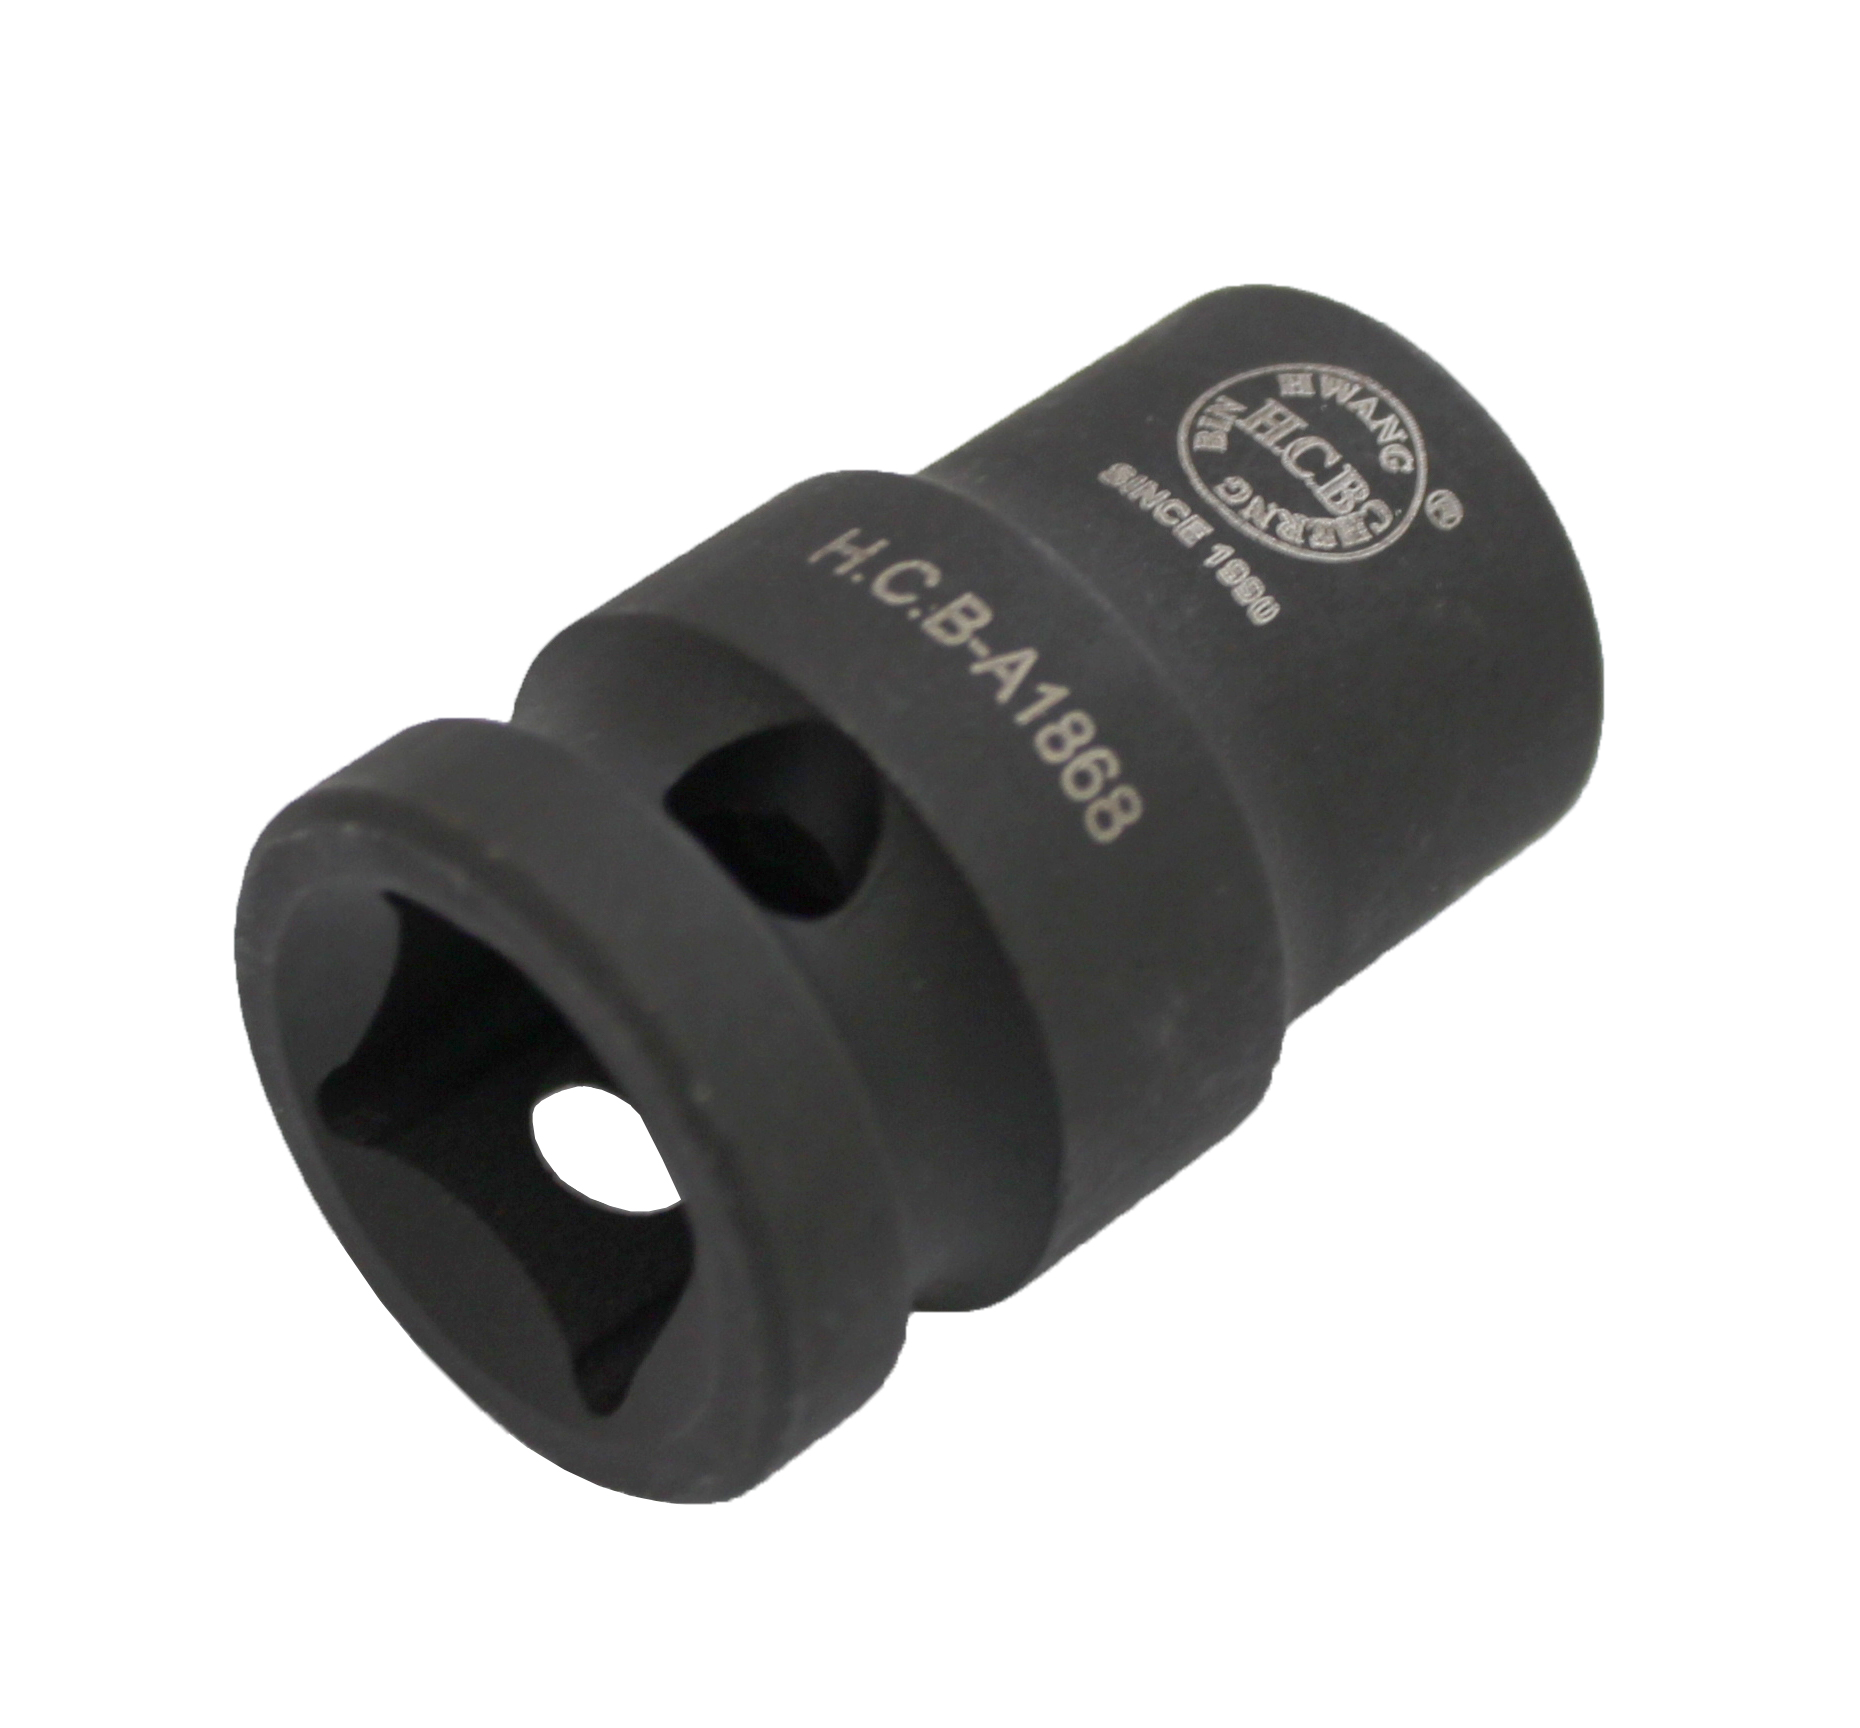 HWANG
BIN
H.C.B
CHERNG
®
SINCE 1990
H.C.B-A1868